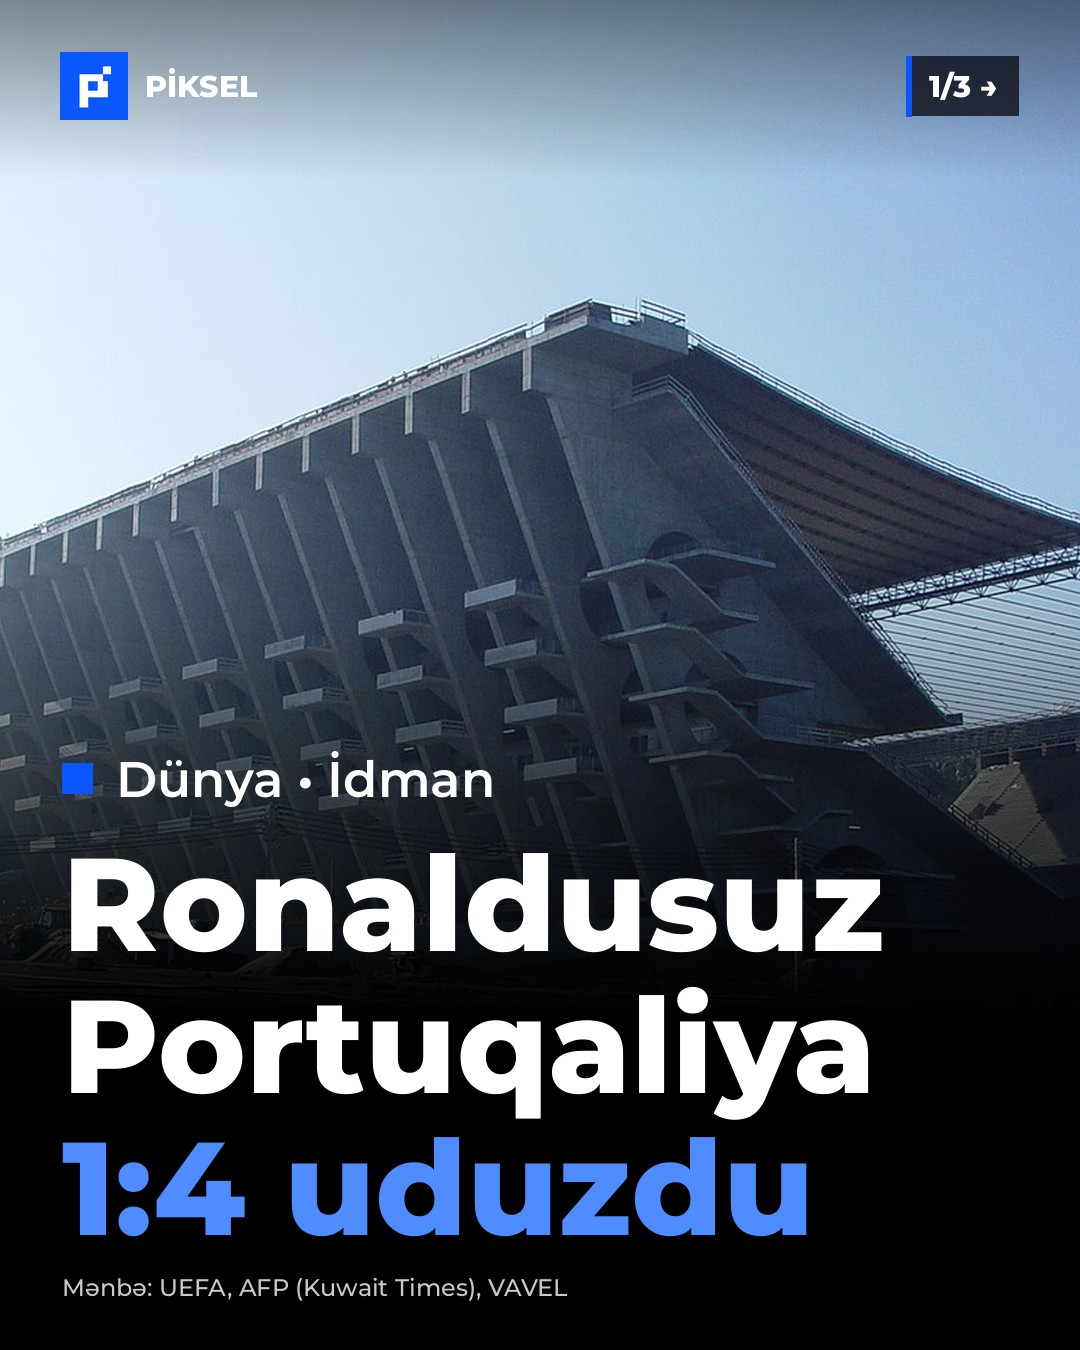 PİKSEL
1/3 →
Dünya • İdman
Ronaldusuz
Portuqaliya
1:4 uduzdu
Mənbə: UEFA, AFP (Kuwait Times), VAVEL